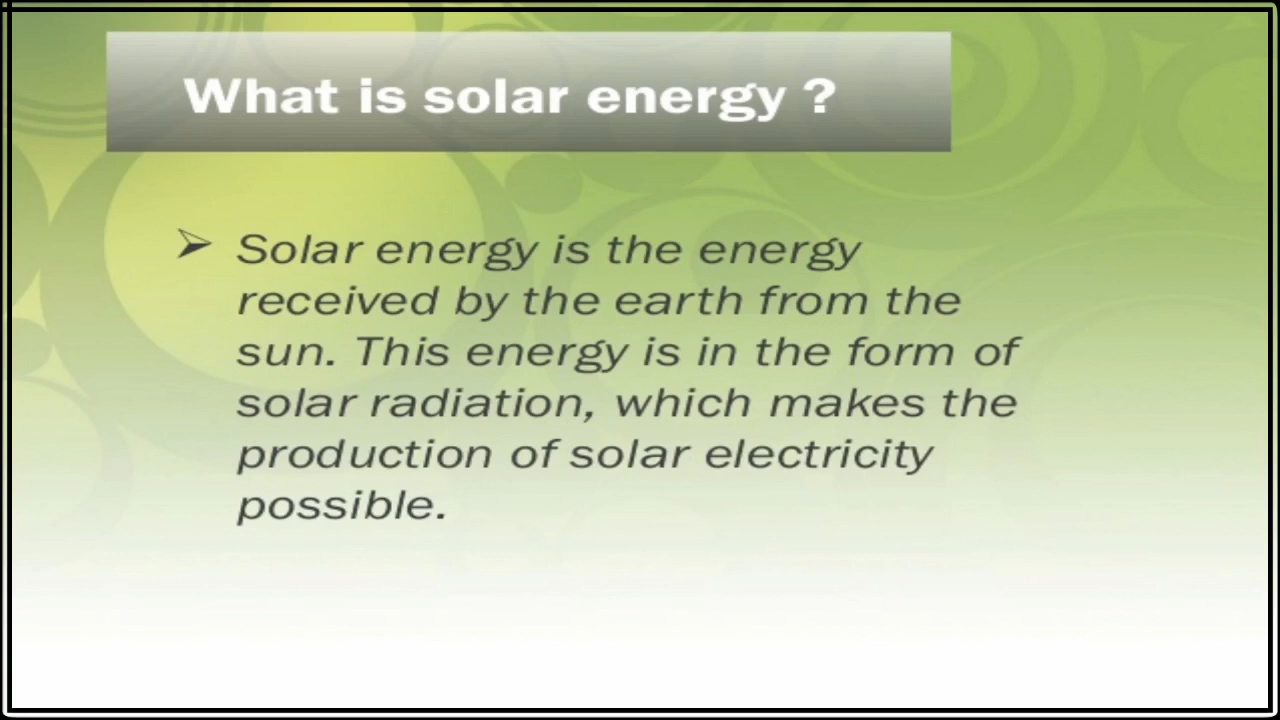 What is solar energy ?
➢ Solar energy is the energy
received by the earth from the
sun. This energy is in the form of
solar radiation, which makes the
production of solar electricity
possible.